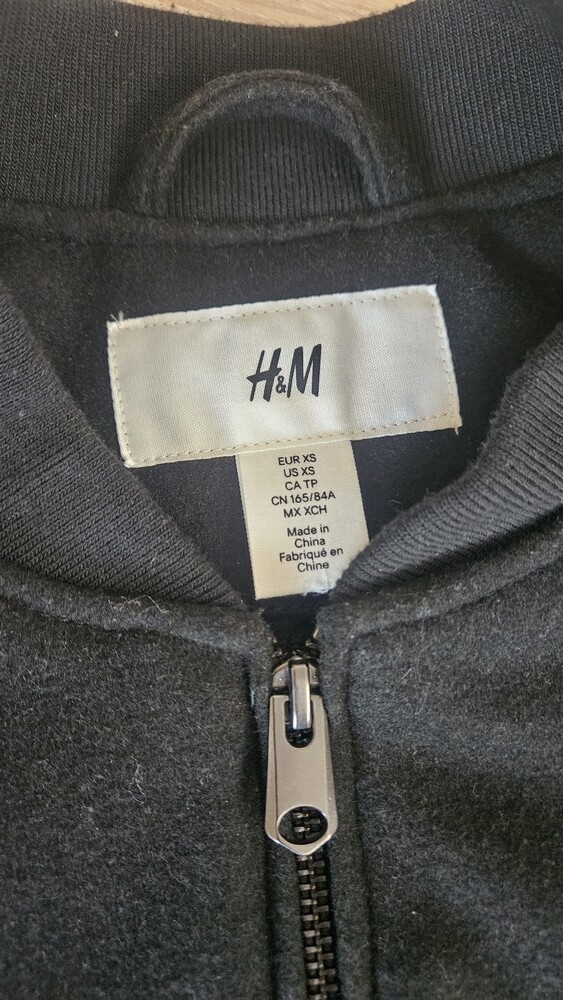 H&M
EUR XS
US XS
CA TP
CN 165/84A
MX XCH
Made in
China
Fabriqué en
Chine